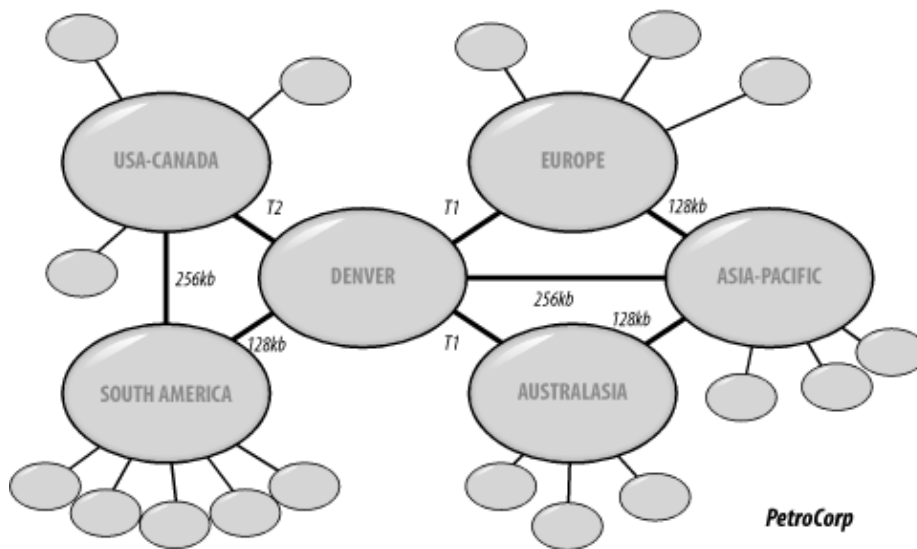 USA-CANADA
EUROPE
T2
T1
128kb
256kb
DENVER
ASIA-PACIFIC
256kb
128kb
128kb
T1
SOUTH AMERICA
AUSTRALASIA
PetroCorp